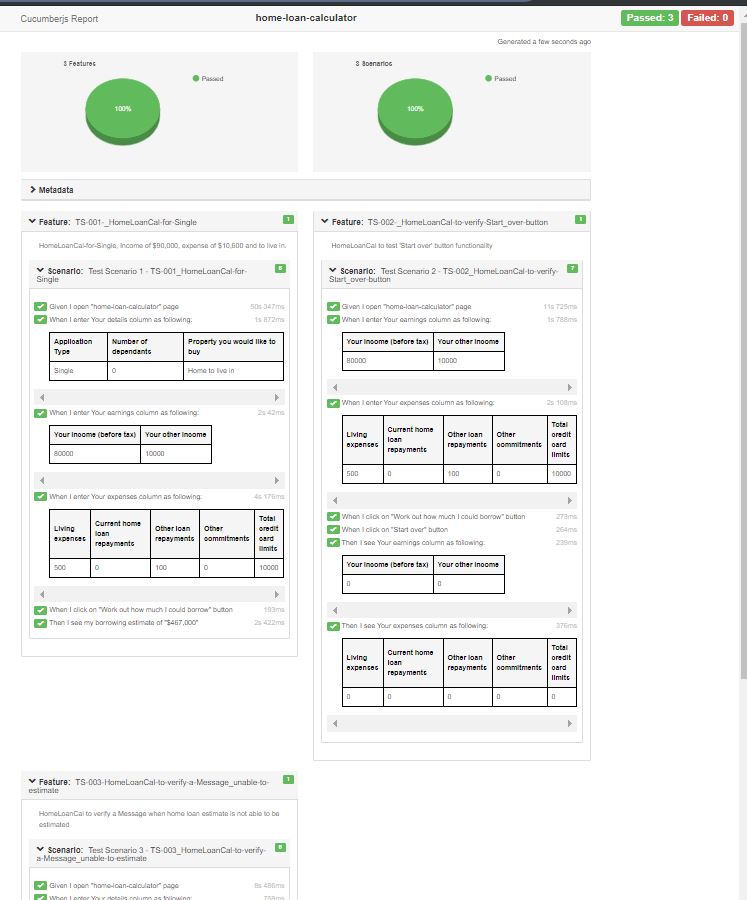 Cucumberjs Report
home-loan-calculator
Passed: 3 Failed: 0
Generated a few seconds ago
3 Features
Passed
100%
3 Scenarios
Passed
100%
Metadata
Feature: TS-001-_HomeLoanCal-for-Single
1
HomeLoanCal-for-Single, Income of $90,000, expense of $10,600 and to live in.
Scenario: Test Scenario 1 - TS-001_HomeLoanCal-for-
Single
6
Given I open "home-loan-calculator" page 50s 347ms
When I enter Your details column as following: 1s 872ms
Application Type
Number of dependants
Property you would like to buy
Single 0 Home to live in
When I enter Your earnings column as following: 2s 42ms
Your income (before tax) Your other income
80000 10000
When I enter Your expenses column as following: 4s 176ms
Living expenses
Current home loan repayments
Other loan repayments
Other commitments
Total credit card limits
500 0 100 0 10000
When I click on "Work out how much I could borrow" button 193ms
Then I see my borrowing estimate of "$467,000" 2s 422ms
Feature: TS-002-_HomeLoanCal-to-verify-Start_over-button
1
HomeLoanCal to test 'Start over' button functionality
Scenario: Test Scenario 2 - TS-002_HomeLoanCal-to-verify-
Start_over-button
7
Given I open "home-loan-calculator" page 11s 725ms
When I enter Your earnings column as following: 1s 788ms
Your income (before tax) Your other income
80000 10000
When I enter Your expenses column as following: 2s 108ms
Living expenses
Current home loan repayments
Other loan repayments
Other commitments
Total credit card limits
500 0 100 0 10000
When I click on "Work out how much I could borrow" button 273ms
When I click on "Start over" button 264ms
Then I see Your earnings column as following: 239ms
Your income (before tax) Your other income
0 0
Then I see Your expenses column as following: 376ms
Living expenses
Current home loan repayments
Other loan repayments
Other commitments
Total credit card limits
0 0 0 0 0
Feature: TS-003-HomeLoanCal-to-verify-a-Message_unable-to-
estimate
1
HomeLoanCal to verify a Message when home loan estimate is not able to be
estimated
Scenario: Test Scenario 3 - TS-003_HomeLoanCal-to-verify-
a-Message_unable-to-estimate
Given I open "home-loan-calculator" page 8s 486ms
When I enter Your details column as following: 759ms